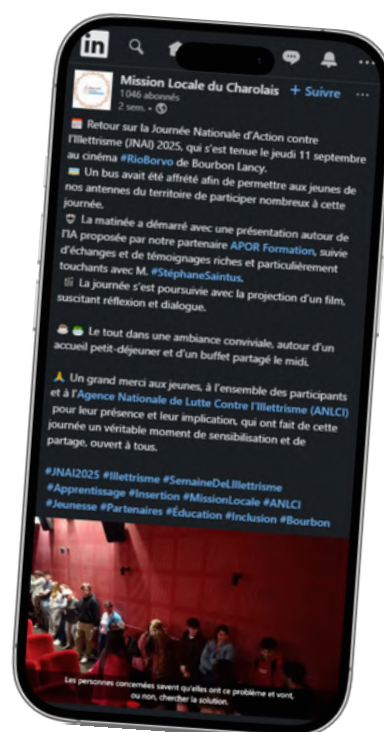 in
Mission Locale du Charolais + Suivre
1 046 abonnés
2 sem. •
Retour sur la Journée Nationale d'Action contre
l'Illettrisme (JNAI) 2025, qui s'est tenue le jeudi 11 septembre
au cinéma #RioBorvo de Bourbon Lancy.
Un bus avait été affrété afin de permettre aux jeunes de
nos antennes du territoire de participer nombreux à cette
journée.
La matinée a démarré avec une présentation autour de
l'IA proposée par notre partenaire APOR Formation, suivie
d'échanges et de témoignages riches et particulièrement
touchants avec M. #StéphaneSaintus.
La journée s'est poursuivie avec la projection d'un film,
suscitant réflexion et dialogue.
Le tout dans une ambiance conviviale, autour d'un
accueil petit-déjeuner et d'un buffet partagé le midi.
Un grand merci aux jeunes, à l'ensemble des participants
et à l'Agence Nationale de Lutte Contre l'Illettrisme (ANLCI)
pour leur présence et leur implication, qui ont fait de cette
journée un véritable moment de sensibilisation et de
partage, ouvert à tous.
#JNAI2025 #Illettrisme #SemaineDeLIllettrisme
#Apprentissage #Insertion #MissionLocale #ANLCI
#Jeunesse #Partenaires #Éducation #Inclusion #Bourbon
Les personnes concernées savent qu'elles ont ce problème et vont,
ou non, chercher la solution.